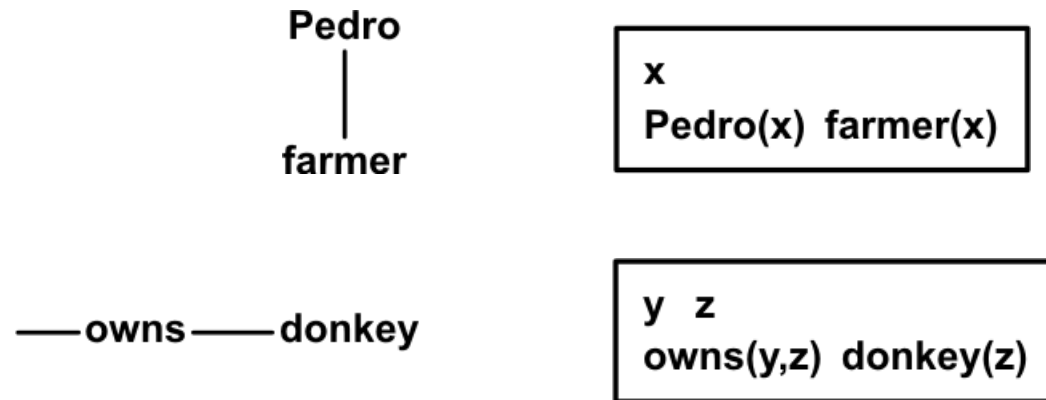 Pedro
farmer
x
Pedro(x) farmer(x)
owns donkey
y z
owns(y,z) donkey(z)